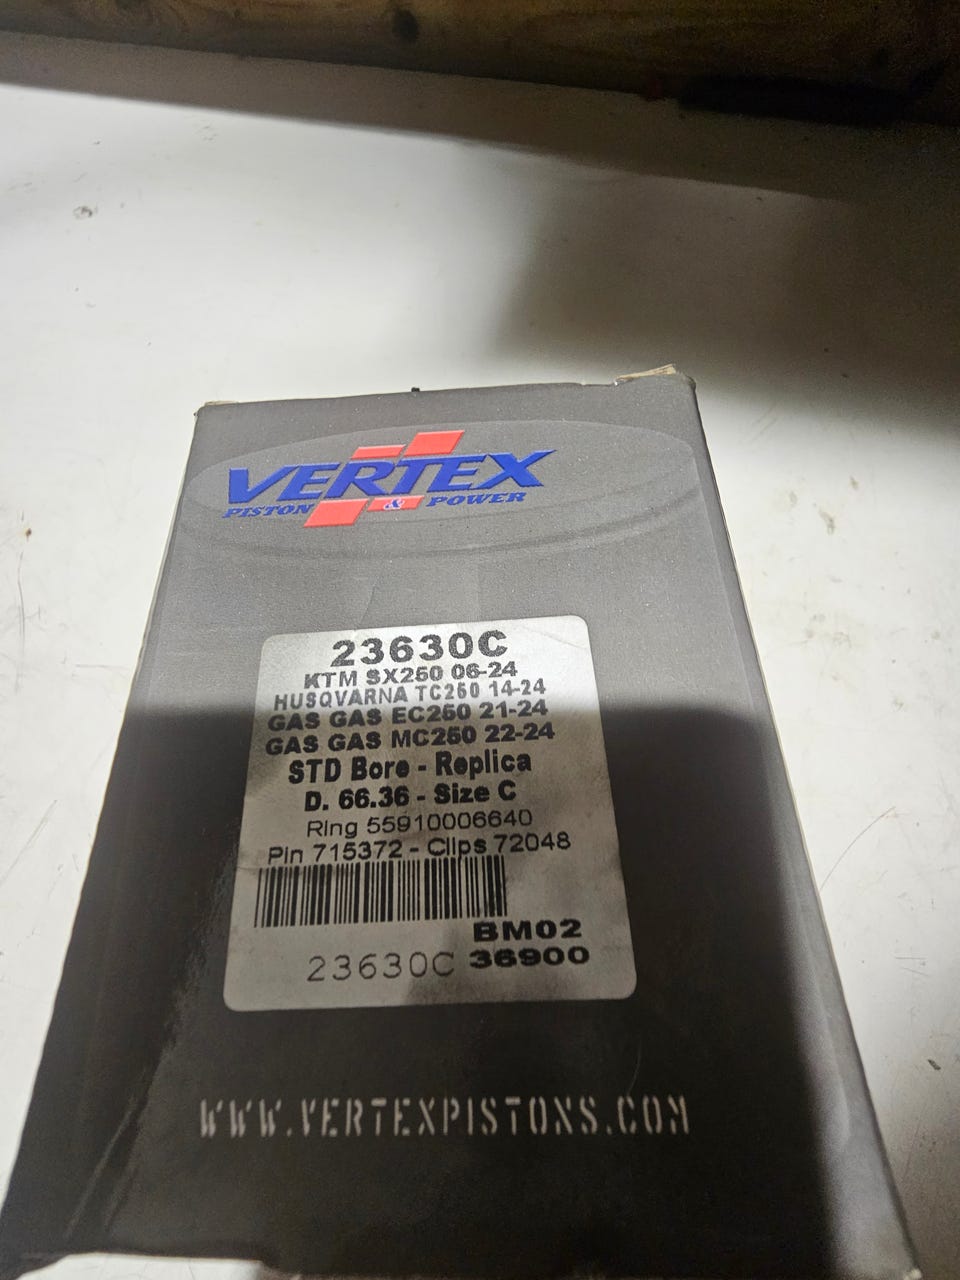 VERTEX
PISTON & POWER
23630C
KTM SX250 06-24
HUSQVARNA TC250 14-24
GAS GAS EC250 21-24
GAS GAS MC250 22-24
STD Bore - Replica
D. 66.36 - Size C
Ring 55910006640
Pin 715372 - Clips 72048
BM02
23630C 36900
WWW.VERTEXPISTONS.COM